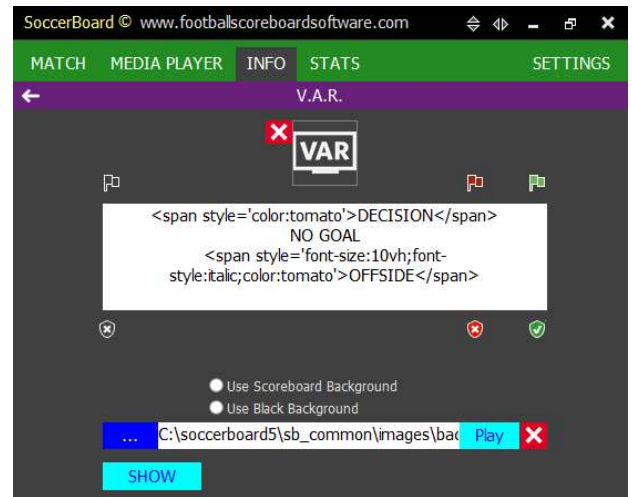 SoccerBoard © www.footballscoreboardsoftware.com
MATCH MEDIA PLAYER INFO STATS SETTINGS
V.A.R.
VAR
<span style='color:tomato'>DECISION</span>
NO GOAL
<span style='font-size:10vh;font-
style:italic;color:tomato'>OFFSIDE</span>
Use Scoreboard Background
Use Black Background
... C:\soccerboard5\sb_common\images\bac Play
SHOW